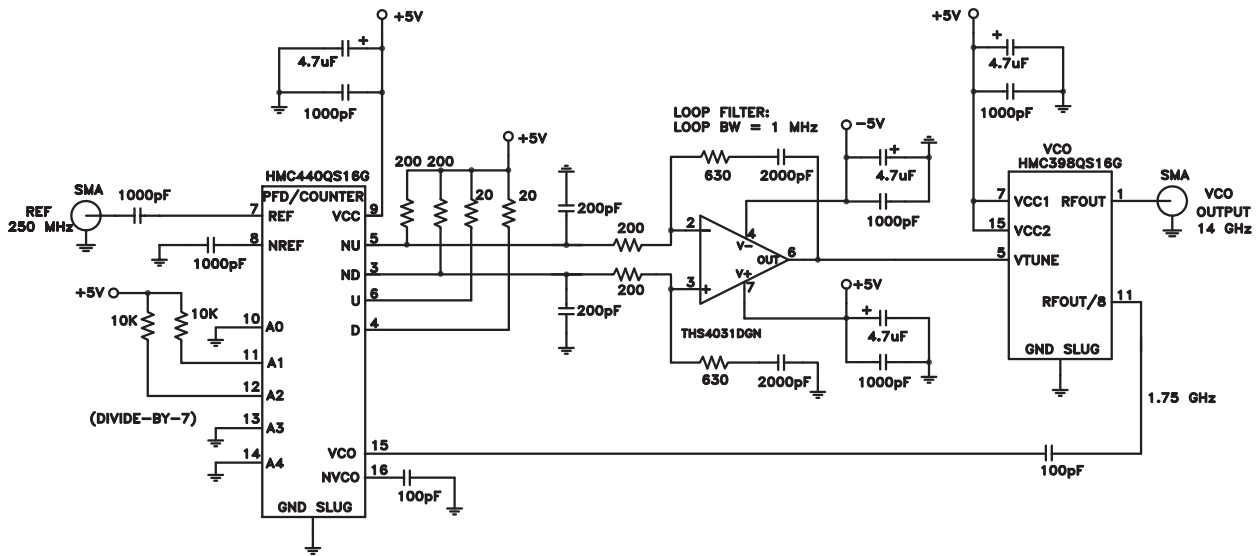 +5V
+
4.7uF
1000pF
HMC440QS16G
PFD/COUNTER
SMA
REF
250 MHz
1000pF
7
REF
VCC
9
8
NREF
1000pF
NU
5
ND
3
U
6
D
4
+5V
10K
10K
10
A0
11
A1
12
A2
(DIVIDE-BY-7)
13
A3
14
A4
VCO
15
NVCO
16
100pF
GND SLUG
200 200
20
20
+5V
200pF
200
200
200pF
LOOP FILTER:
LOOP BW = 1 MHz
630
2000pF
2
−
4
V−
OUT
6
V+
7
3
+
THS4031DGN
630
2000pF
−5V
+
4.7uF
1000pF
+5V
+
4.7uF
1000pF
+5V
+
4.7uF
1000pF
VCO
HMC398QS16G
7
VCC1
RFOUT
1
SMA
VCO
OUTPUT
14 GHz
15
VCC2
5
VTUNE
RFOUT/8
11
GND SLUG
1.75 GHz
100pF